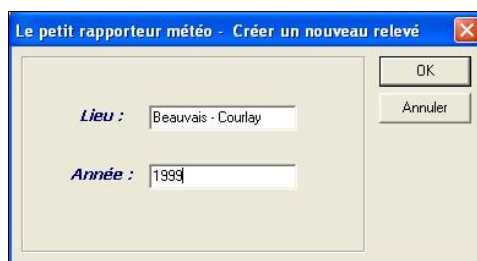 Le petit rapporteur météo - Créer un nouveau relevé
OK
Lieu : Beauvais - Courlay
Annuler
Année : 1999